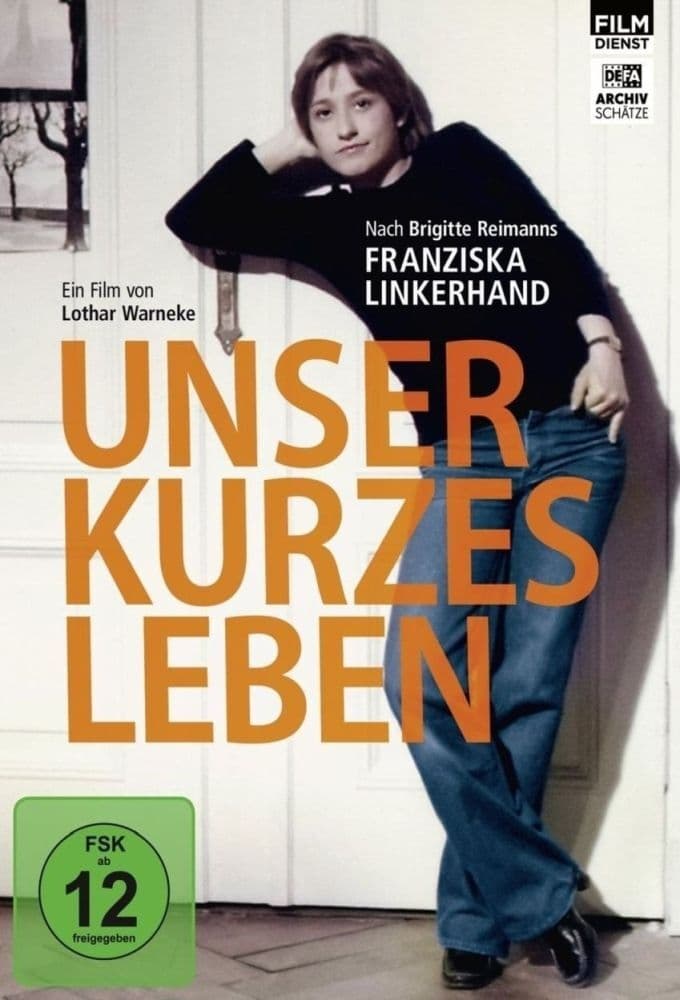 FILM
DIENST
DEFA
ARCHIV
SCHÄTZE
Nach Brigitte Reimanns
FRANZISKA
LINKERHAND
Ein Film von
Lothar Warneke
UNSER
KURZES
LEBEN
FSK
ab
12
freigegeben